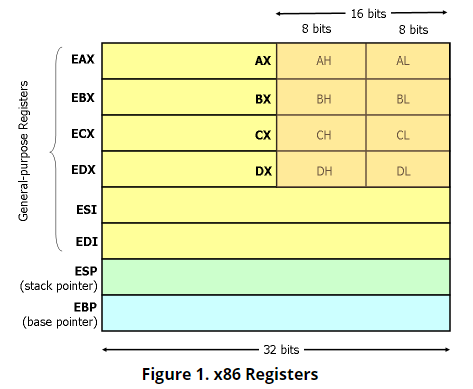 16 bits
8 bits 8 bits
EAX AX AH AL
EBX BX BH BL
ECX CX CH CL
EDX DX DH DL
ESI
EDI
General-purpose Registers
ESP
(stack pointer)
EBP
(base pointer)
32 bits
Figure 1. x86 Registers